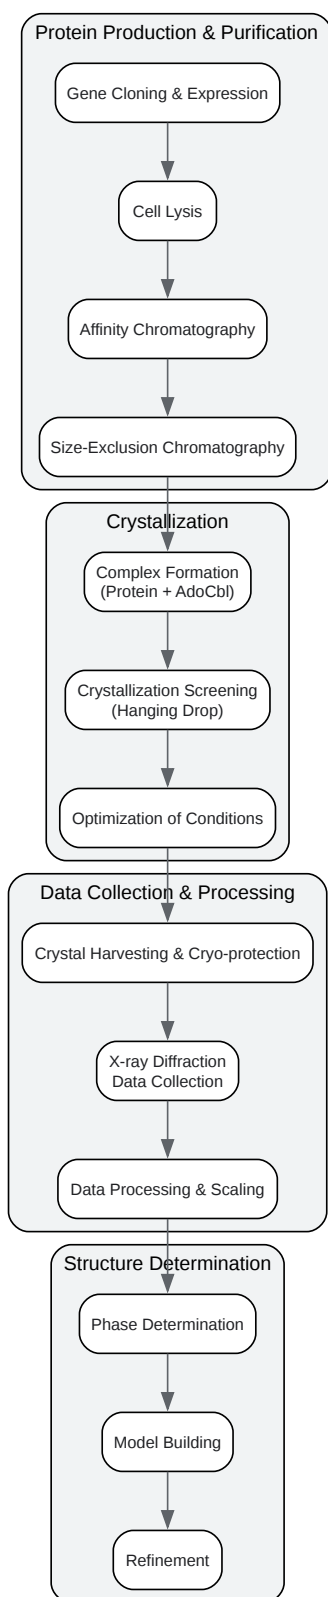 Protein Production & Purification
Gene Cloning & Expression
Cell Lysis
Affinity Chromatography
Size-Exclusion Chromatography
Crystallization
Complex Formation
(Protein + AdoCbl)
Crystallization Screening
(Hanging Drop)
Optimization of Conditions
Data Collection & Processing
Crystal Harvesting & Cryo-protection
X-ray Diffraction
Data Collection
Data Processing & Scaling
Structure Determination
Phase Determination
Model Building
Refinement